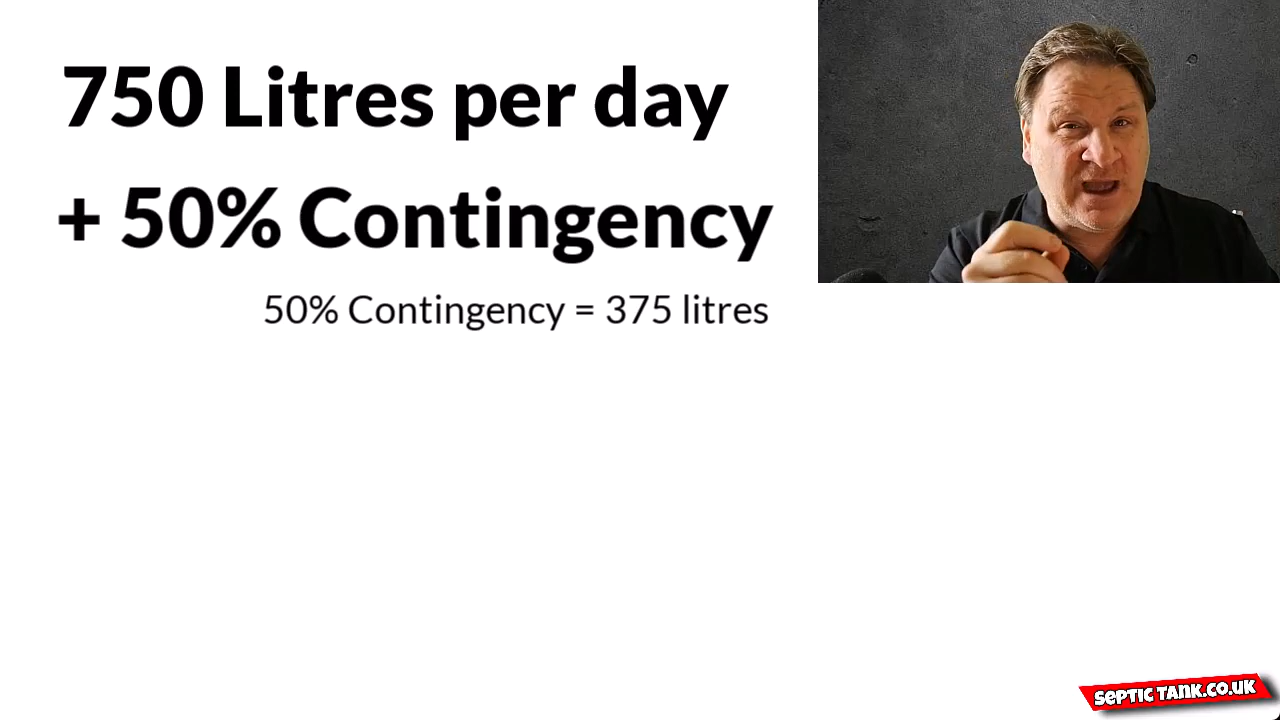 750 Litres per day
+ 50% Contingency
50% Contingency = 375 litres
SEPTIC TANK.CO.UK